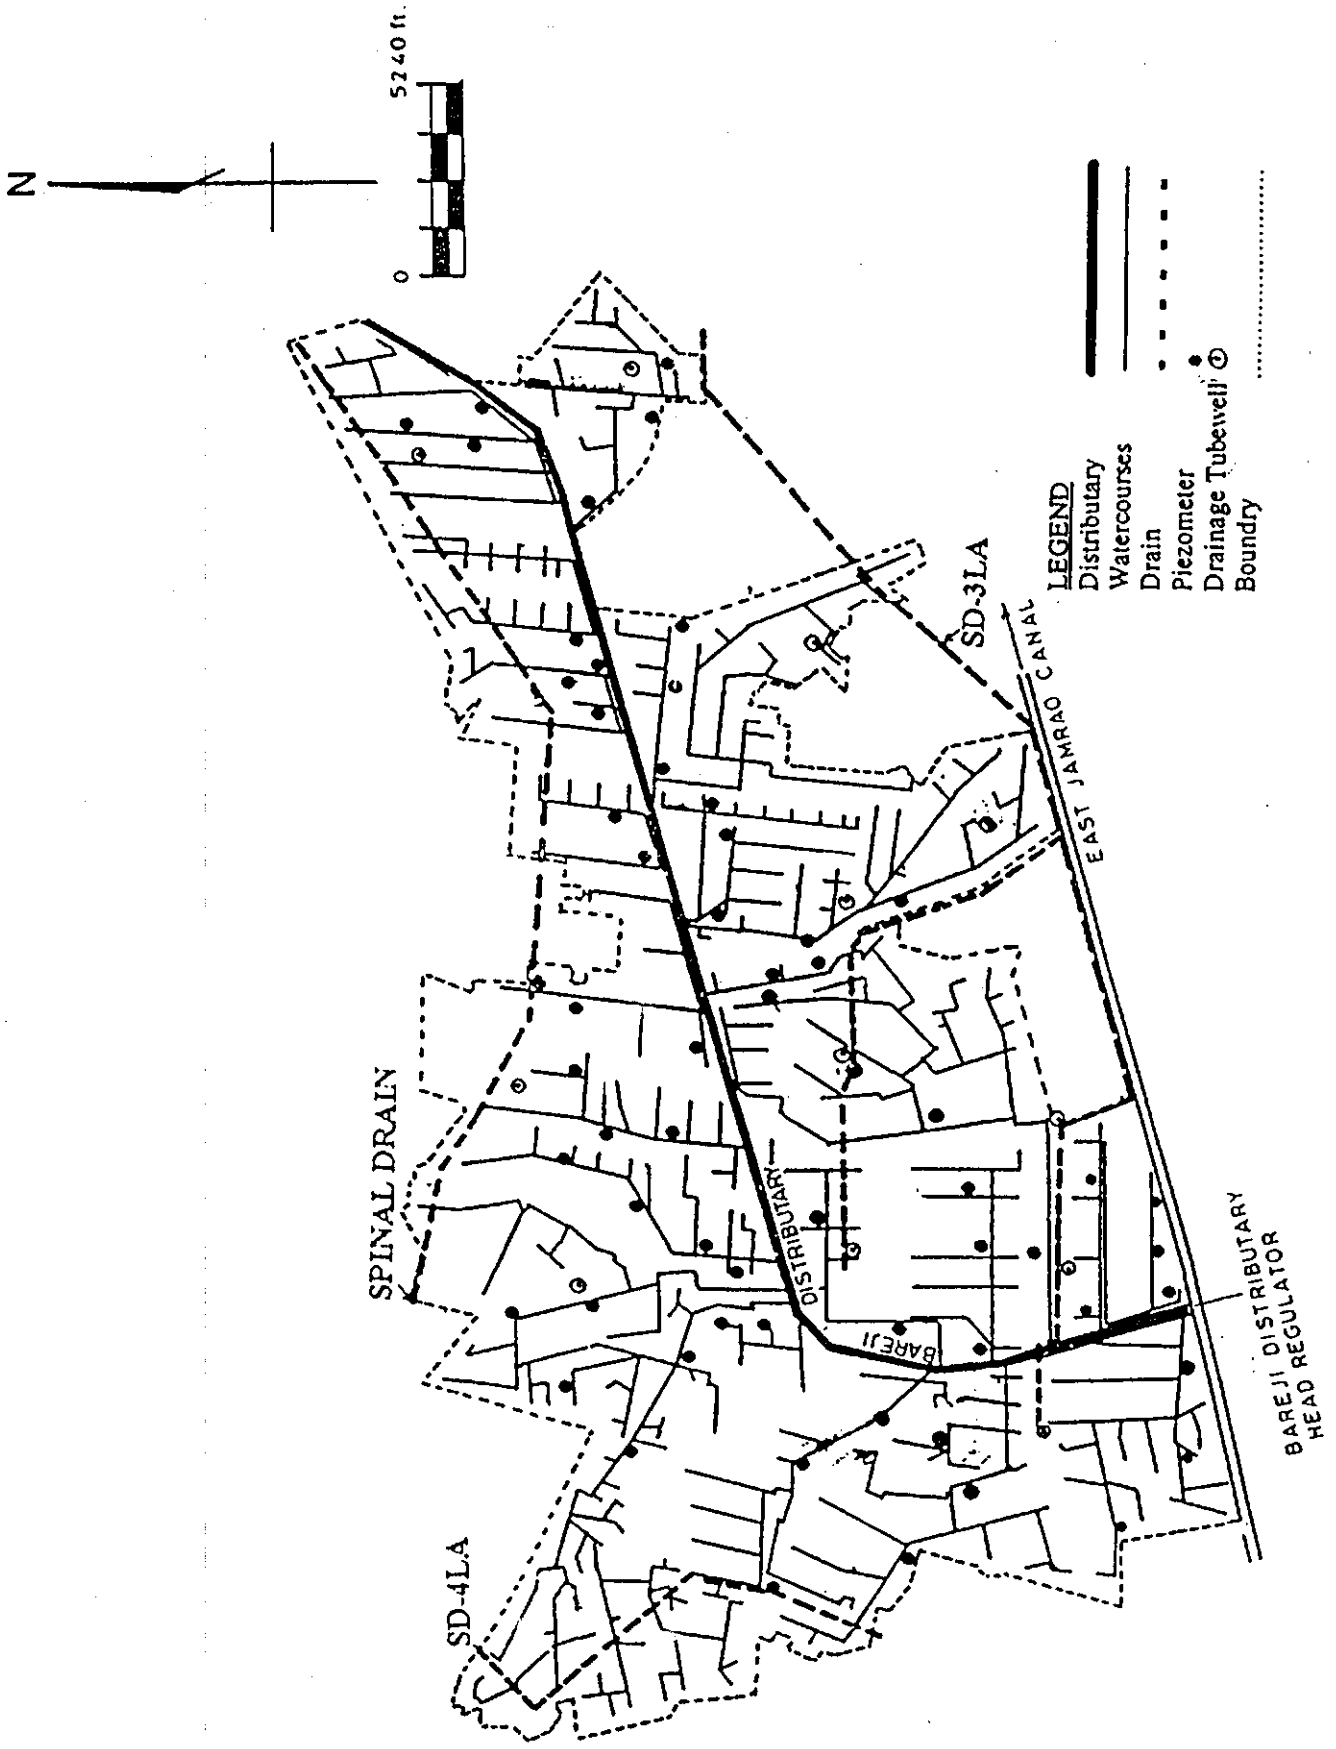 N
0 5240 ft.
SPINAL DRAIN
SD-4LA
SD-3LA
BAREJI DISTRIBUTARY
EAST JAMRAO CANAL
BAREJI DISTRIBUTARY
HEAD REGULATOR
LEGEND
Distributary
Watercourses
Drain
Piezometer
Drainage Tubewell
Boundry